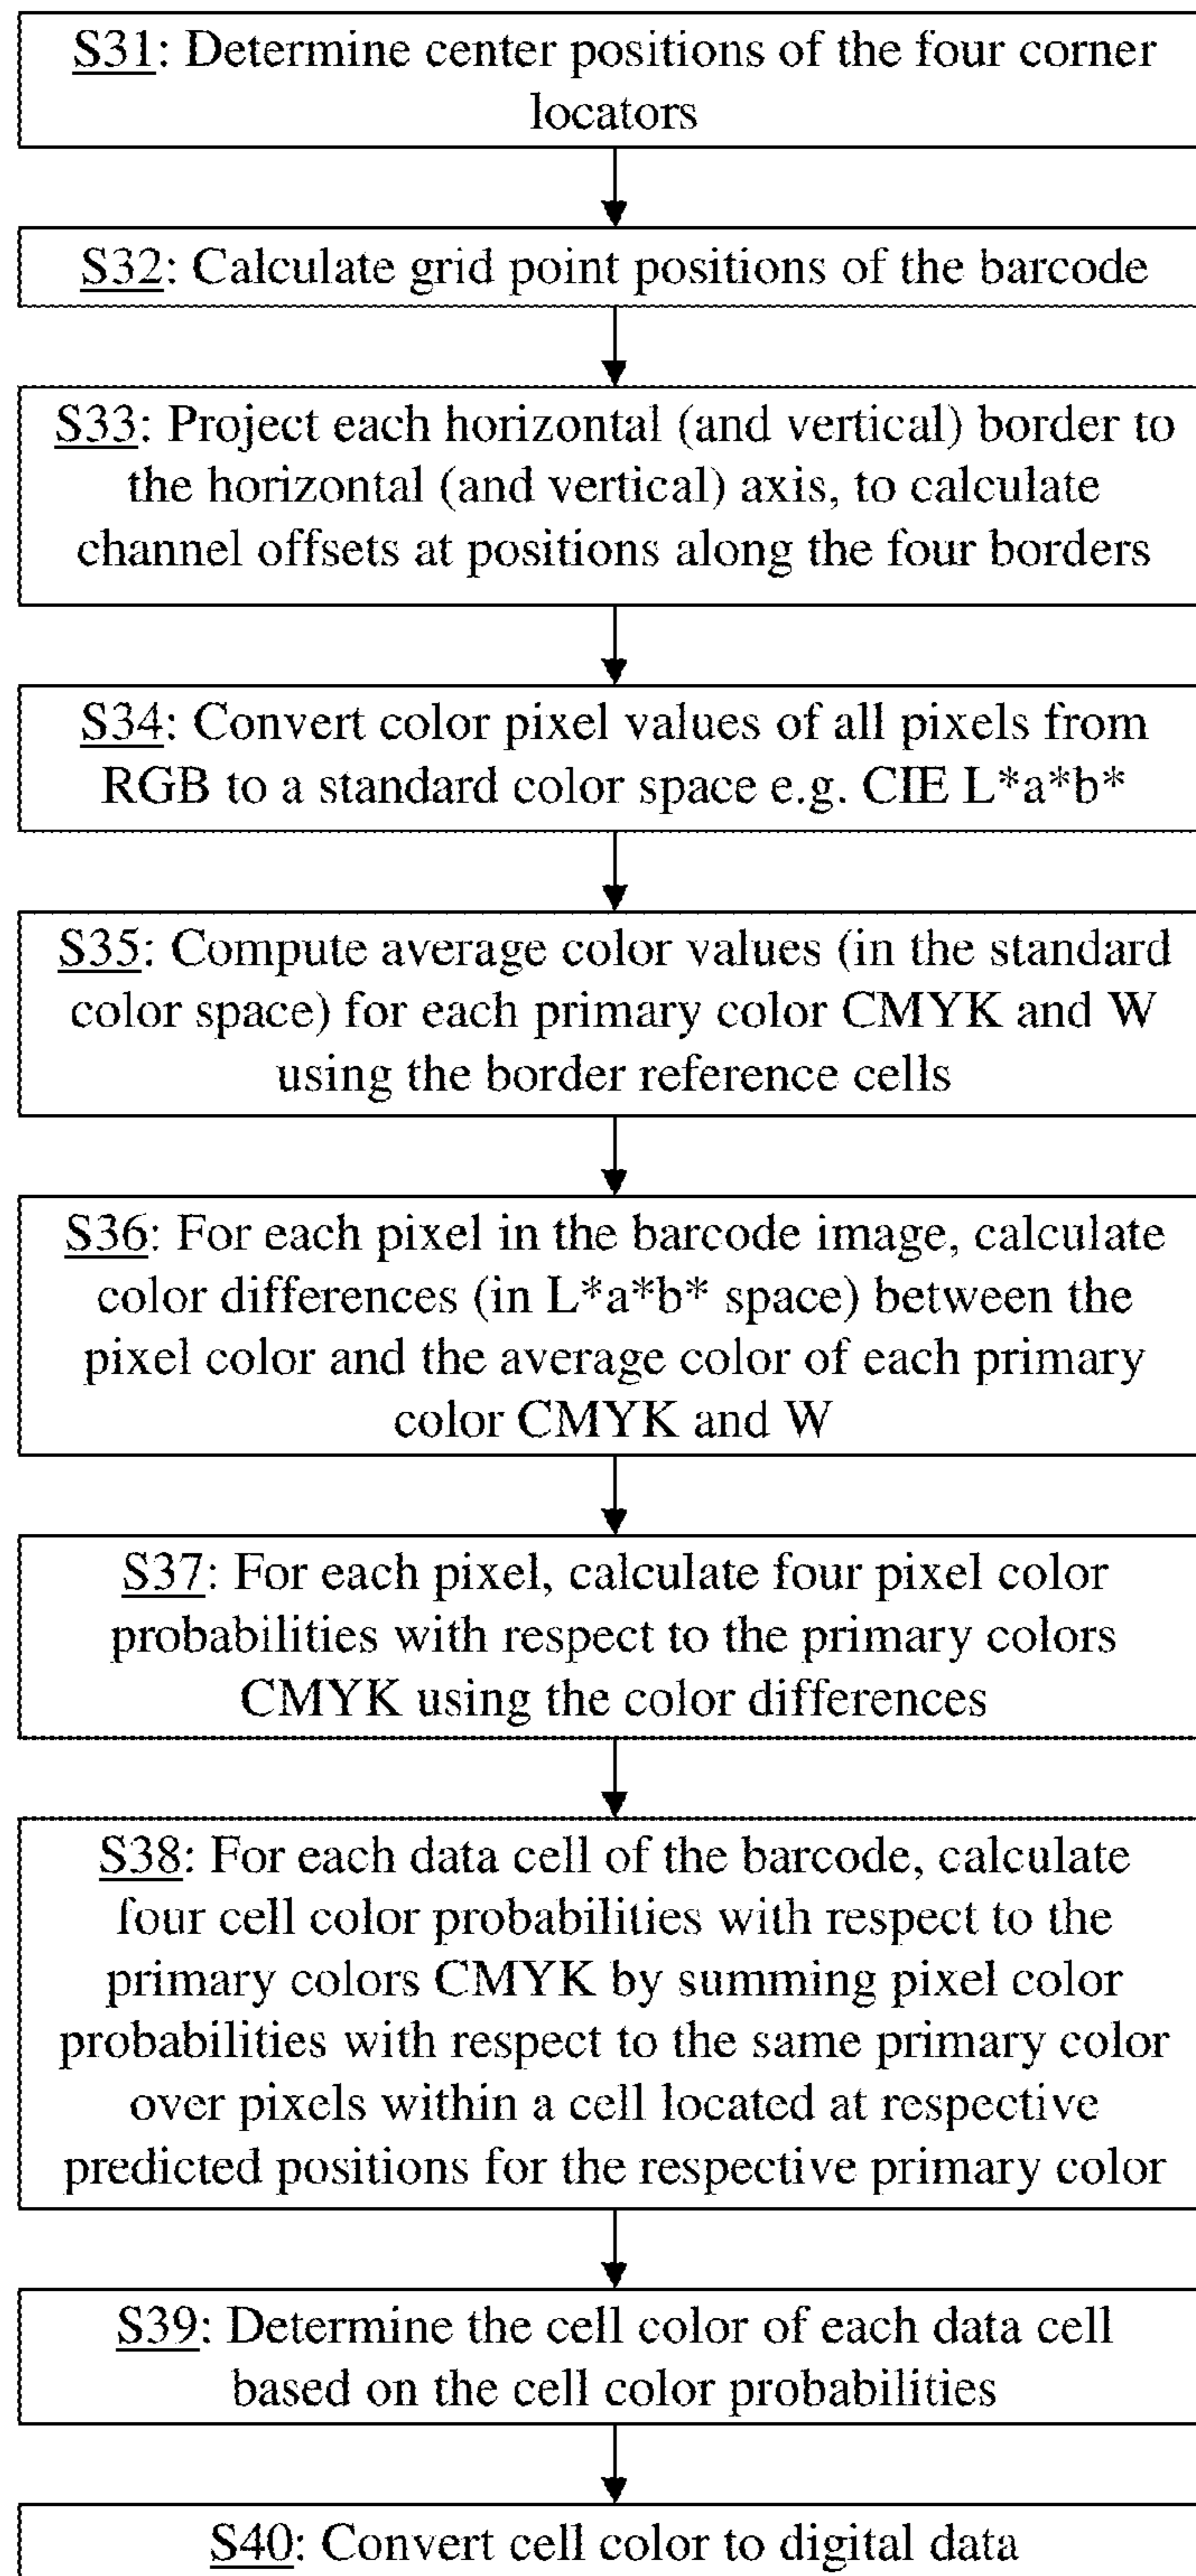 S31: Determine center positions of the four corner
locators
S32: Calculate grid point positions of the barcode
S33: Project each horizontal (and vertical) border to
the horizontal (and vertical) axis, to calculate
channel offsets at positions along the four borders
S34: Convert color pixel values of all pixels from
RGB to a standard color space e.g. CIE L*a*b*
S35: Compute average color values (in the standard
color space) for each primary color CMYK and W
using the border reference cells
S36: For each pixel in the barcode image, calculate
color differences (in L*a*b* space) between the
pixel color and the average color of each primary
color CMYK and W
S37: For each pixel, calculate four pixel color
probabilities with respect to the primary colors
CMYK using the color differences
S38: For each data cell of the barcode, calculate
four cell color probabilities with respect to the
primary colors CMYK by summing pixel color
probabilities with respect to the same primary color
over pixels within a cell located at respective
predicted positions for the respective primary color
S39: Determine the cell color of each data cell
based on the cell color probabilities
S40: Convert cell color to digital data